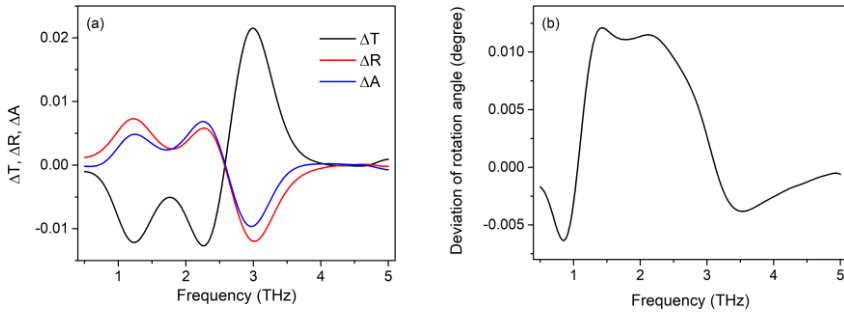 (a)
ΔT
ΔR
ΔA
0.02
0.01
0.00
-0.01
ΔT, ΔR, ΔA
1 2 3 4 5
Frequency (THz)
(b)
0.010
0.005
0.000
-0.005
Deviation of rotation angle (degree)
1 2 3 4 5
Frequency (THz)